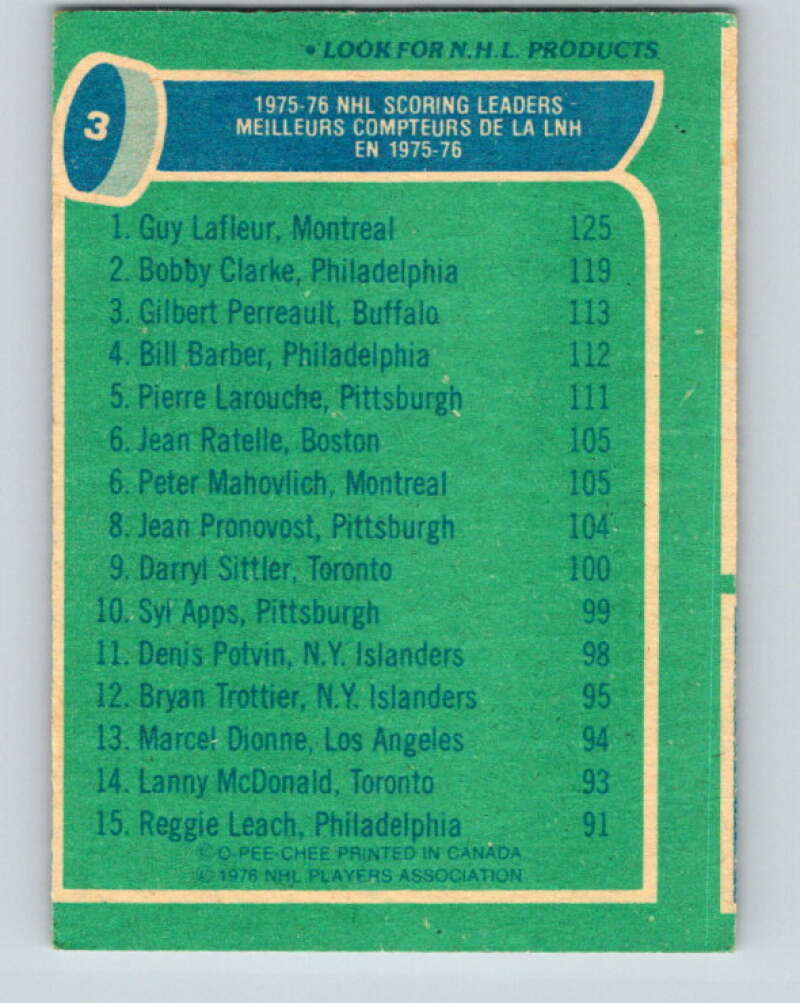 • LOOK FOR N.H.L. PRODUCTS
3
1975-76 NHL SCORING LEADERS -
MEILLEURS COMPTEURS DE LA LNH
EN 1975-76
1. Guy Lafleur, Montreal 125
2. Bobby Clarke, Philadelphia 119
3. Gilbert Perreault, Buffalo 113
4. Bill Barber, Philadelphia 112
5. Pierre Larouche, Pittsburgh 111
6. Jean Ratelle, Boston 105
6. Peter Mahovlich, Montreal 105
8. Jean Pronovost, Pittsburgh 104
9. Darryl Sittler, Toronto 100
10. Syl Apps, Pittsburgh 99
11. Denis Potvin, N.Y. Islanders 98
12. Bryan Trottier, N.Y. Islanders 95
13. Marcel Dionne, Los Angeles 94
14. Lanny McDonald, Toronto 93
15. Reggie Leach, Philadelphia 91
© O-PEE-CHEE PRINTED IN CANADA
© 1976 NHL PLAYERS ASSOCIATION